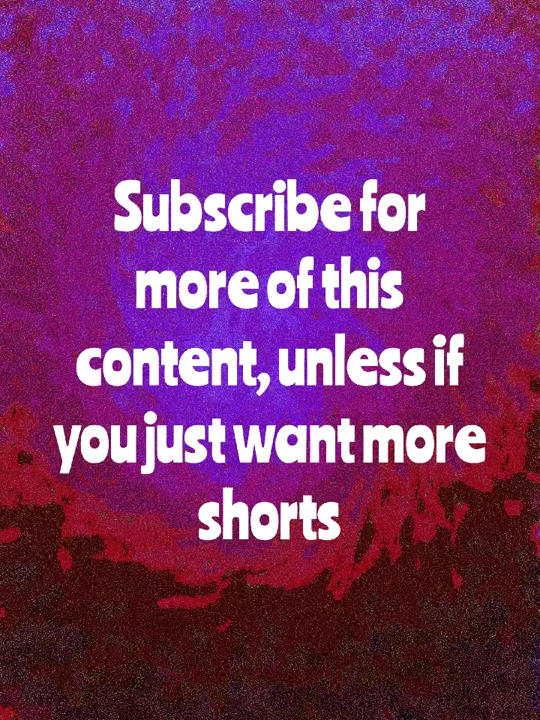 Subscribe for
more of this
content, unless if
you just want more
shorts